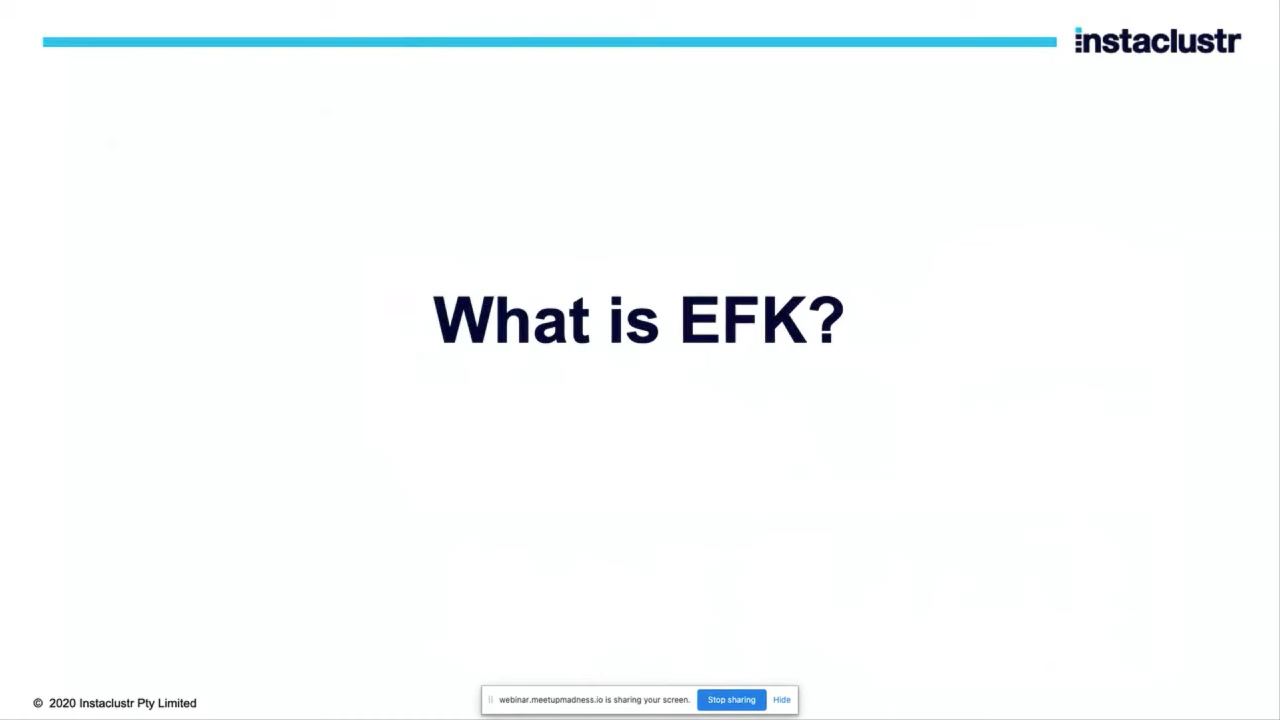 instaclustr
What is EFK?
© 2020 Instaclustr Pty Limited
webinar.meetupmadness.io is sharing your screen. Stop sharing Hide